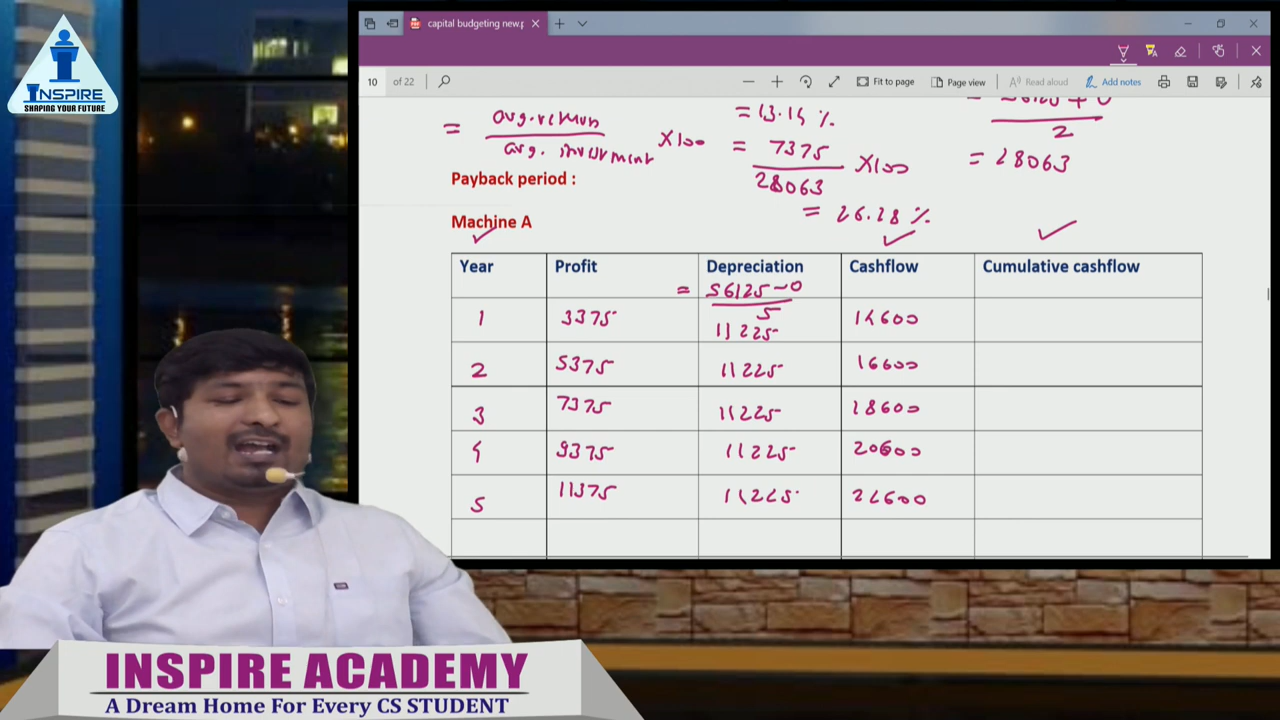 INSPIRE
SHAPING YOUR FUTURE
capital budgeting new.p
10 of 22
Fit to page
Page view
Read aloud
Add notes
= avg. return / avg. investment X100
= 13.14 %
= 7375 / 28063 X100
= 26.28 %
= 56125 + 0 / 2
= 28063
Payback period :
Machine A
Year Profit Depreciation Cashflow Cumulative cashflow
= 56125-0 / 5
1 3375 11225 14600
2 5375 11225 16600
3 7375 11225 18600
4 9375 11225 20600
5 11375 11225 22600
INSPIRE ACADEMY
A Dream Home For Every CS STUDENT